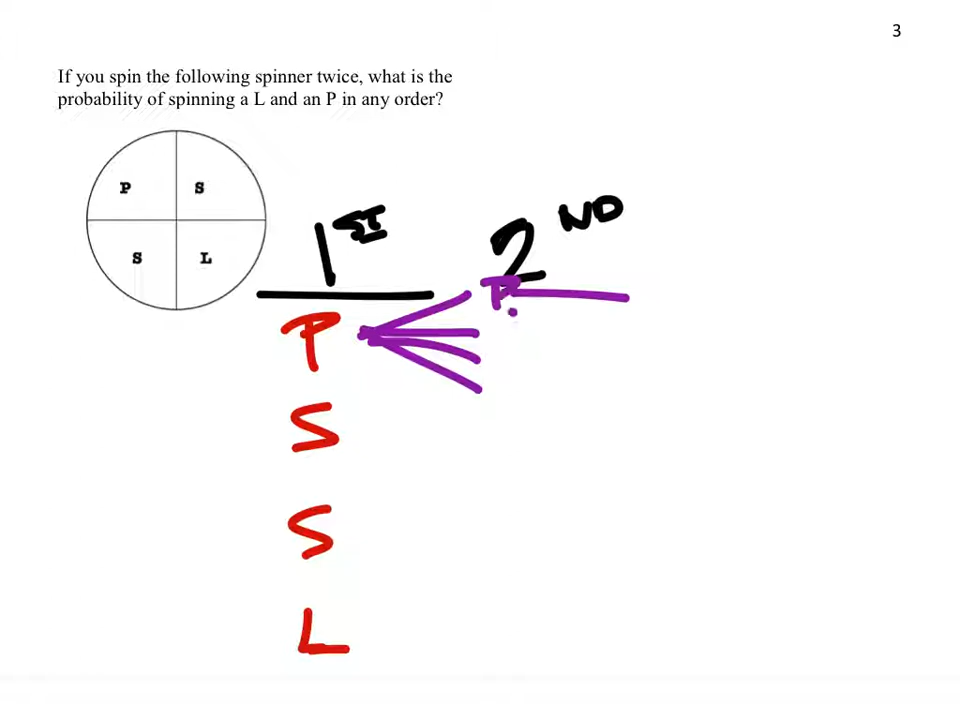 3
If you spin the following spinner twice, what is the
probability of spinning a L and an P in any order?
P S
S L
1ST 2ND
P P
S
S
L